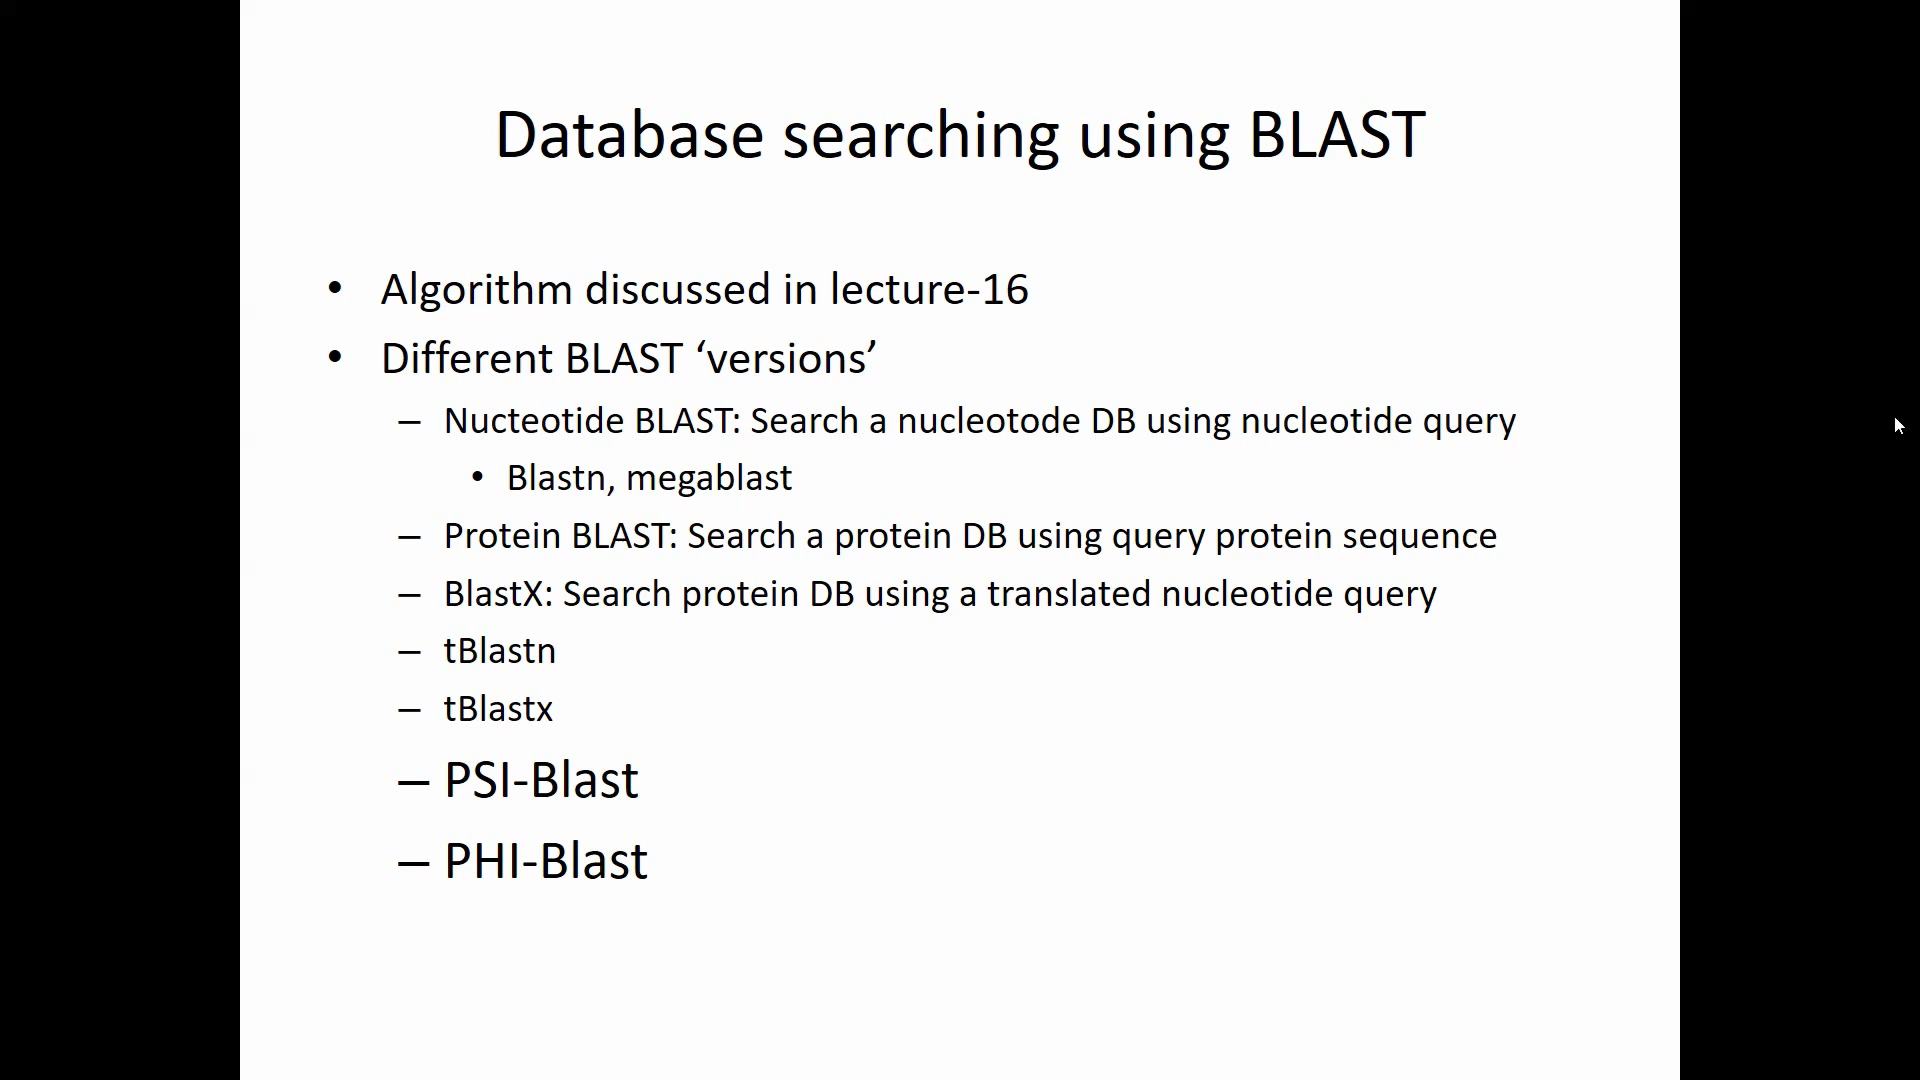 Database searching using BLAST
• Algorithm discussed in lecture-16
• Different BLAST ‘versions’
– Nucteotide BLAST: Search a nucleotode DB using nucleotide query
• Blastn, megablast
– Protein BLAST: Search a protein DB using query protein sequence
– BlastX: Search protein DB using a translated nucleotide query
– tBlastn
– tBlastx
– PSI-Blast
– PHI-Blast